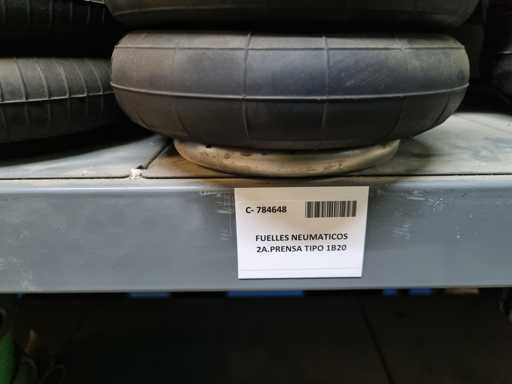 C- 784648
FUELLES NEUMATICOS
2A.PRENSA TIPO 1B20